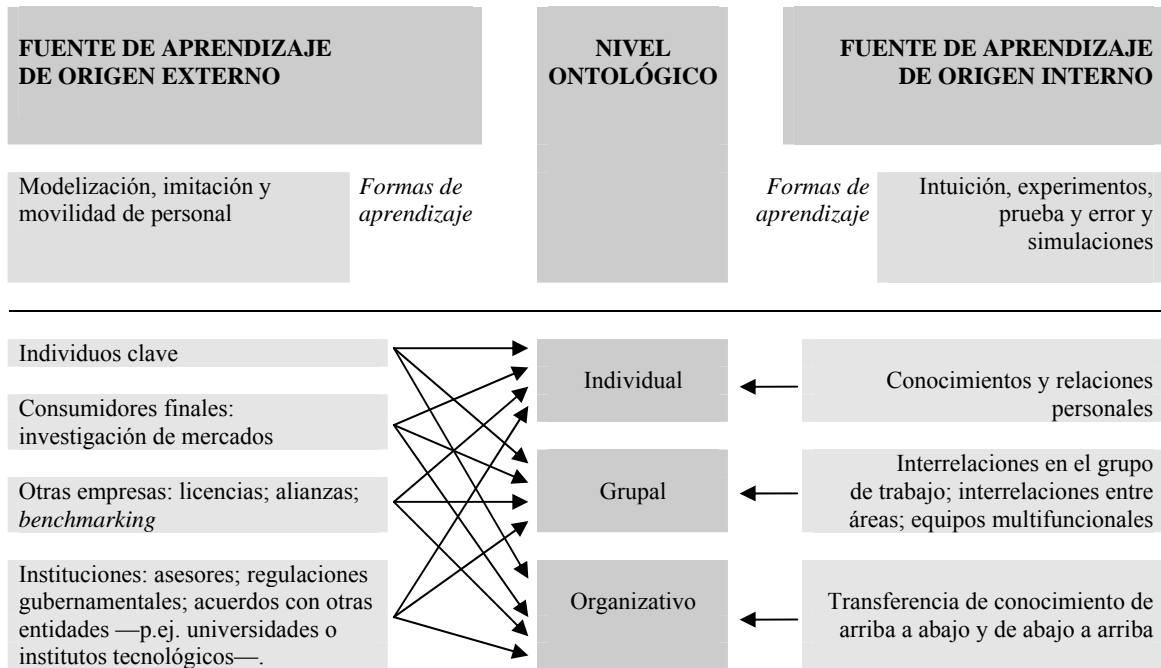 FUENTE DE APRENDIZAJE
DE ORIGEN EXTERNO
NIVEL
ONTOLÓGICO
FUENTE DE APRENDIZAJE
DE ORIGEN INTERNO
Modelización, imitación y
movilidad de personal
Formas de
aprendizaje
Formas de
aprendizaje
Intuición, experimentos,
prueba y error y
simulaciones
Individuos clave
Consumidores finales:
investigación de mercados
Otras empresas: licencias; alianzas;
benchmarking
Instituciones: asesores; regulaciones
gubernamentales; acuerdos con otras
entidades —p.ej. universidades o
institutos tecnológicos—.
Individual
Grupal
Organizativo
Conocimientos y relaciones
personales
Interrelaciones en el grupo
de trabajo; interrelaciones entre
áreas; equipos multifuncionales
Transferencia de conocimiento de
arriba a abajo y de abajo a arriba